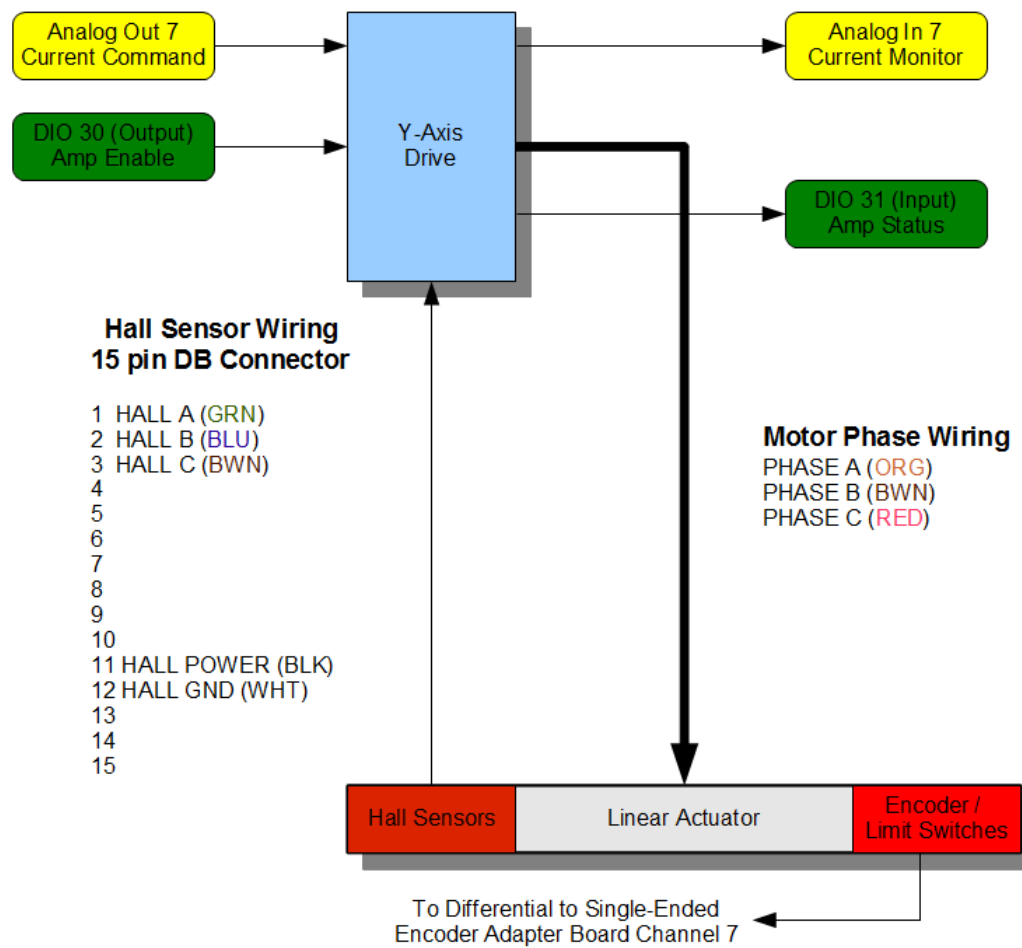 Analog Out 7
Current Command
Analog In 7
Current Monitor
DIO 30 (Output)
Amp Enable
Y-Axis
Drive
DIO 31 (Input)
Amp Status
Hall Sensor Wiring
15 pin DB Connector
1 HALL A (GRN)
2 HALL B (BLU)
3 HALL C (BWN)
4
5
6
7
8
9
10
11 HALL POWER (BLK)
12 HALL GND (WHT)
13
14
15
Motor Phase Wiring
PHASE A (ORG)
PHASE B (BWN)
PHASE C (RED)
Hall Sensors
Linear Actuator
Encoder /
Limit Switches
To Differential to Single-Ended
Encoder Adapter Board Channel 7